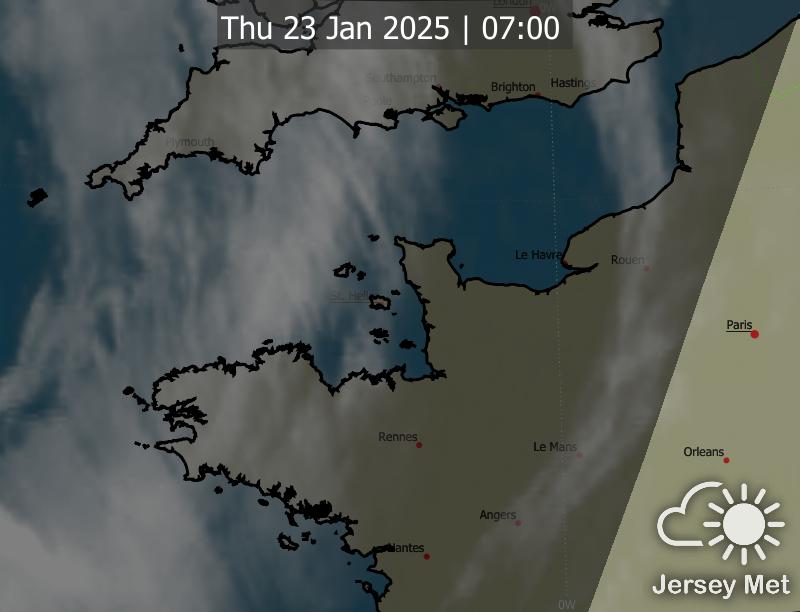 London
Thu 23 Jan 2025 | 07:00
Southampton
Brighton
Hastings
Poole
Plymouth
Le Havre
Rouen
St. Helier
Paris
Rennes
Le Mans
Orleans
Angers
Nantes
0W
Jersey Met